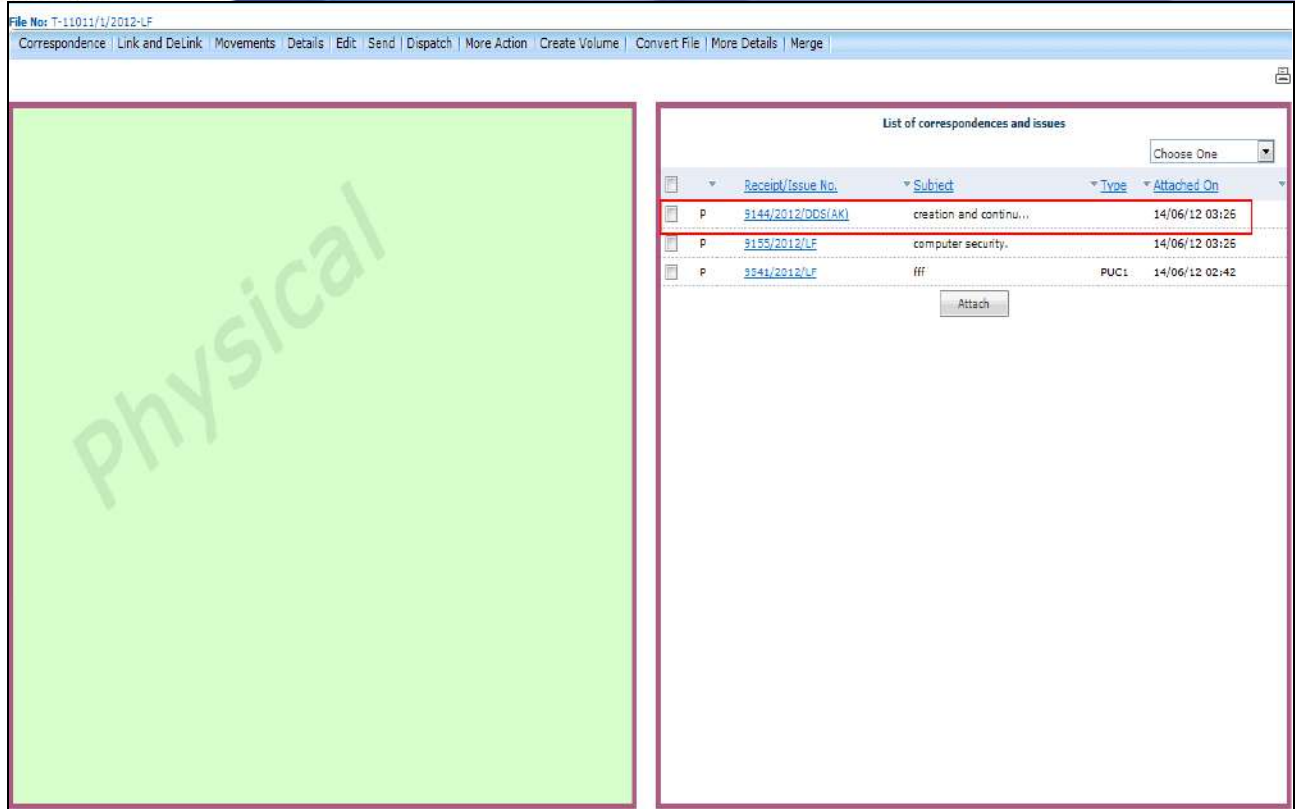 File No: T-11011/1/2012-LF
Correspondence | Link and DeLink | Movements | Details | Edit | Send | Dispatch | More Action | Create Volume | Convert File | More Details | Merge |
Physical
List of correspondences and issues
Choose One
Receipt/Issue No. Subject Type Attached On
P 9144/2012/DDS(AK) creation and continu... 14/06/12 03:26
P 9155/2012/LF computer security. 14/06/12 03:26
P 9541/2012/LF fff PUC1 14/06/12 02:42
Attach